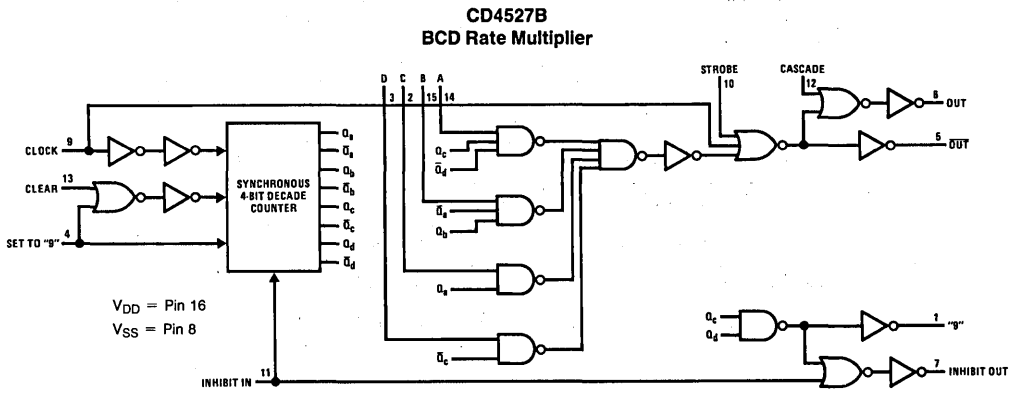 CD4527B
BCD Rate Multiplier
D C B A
3 2 15 14
STROBE
10
CASCADE
12
6 OUT
5 O̅U̅T̅
CLOCK 9
CLEAR 13
SET TO "9" 4
SYNCHRONOUS
4-BIT DECADE
COUNTER
Qa
Q̅a
Qb
Q̅b
Qc
Q̅c
Qd
Q̅d
Qc
Q̅d
Q̅a
Qb
Qa
Q̅c
VDD = Pin 16
VSS = Pin 8
INHIBIT IN 11
Qc
Qd
1 "9"
7 INHIBIT OUT